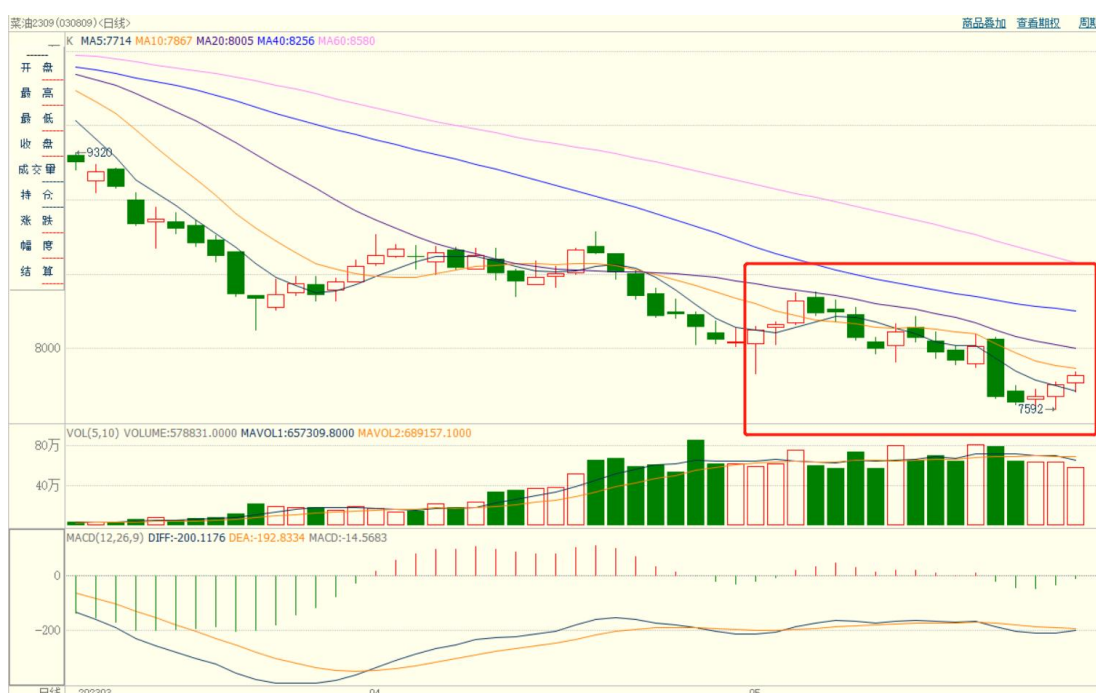 菜油2309(030809)<日线>
商品叠加 查看期权 周期
K MA5:7714 MA10:7867 MA20:8005 MA40:8256 MA60:8580
开盘
最高
最低
收盘
成交量
持仓
涨跌
幅度
结算
←9320
8000
7592→
VOL(5,10) VOLUME:578831.0000 MAVOL1:657309.8000 MAVOL2:689157.1000
80万
40万
MACD(12,26,9) DIFF:-200.1176 DEA:-192.8334 MACD:-14.5683
0
-200
日线 202303 04 05